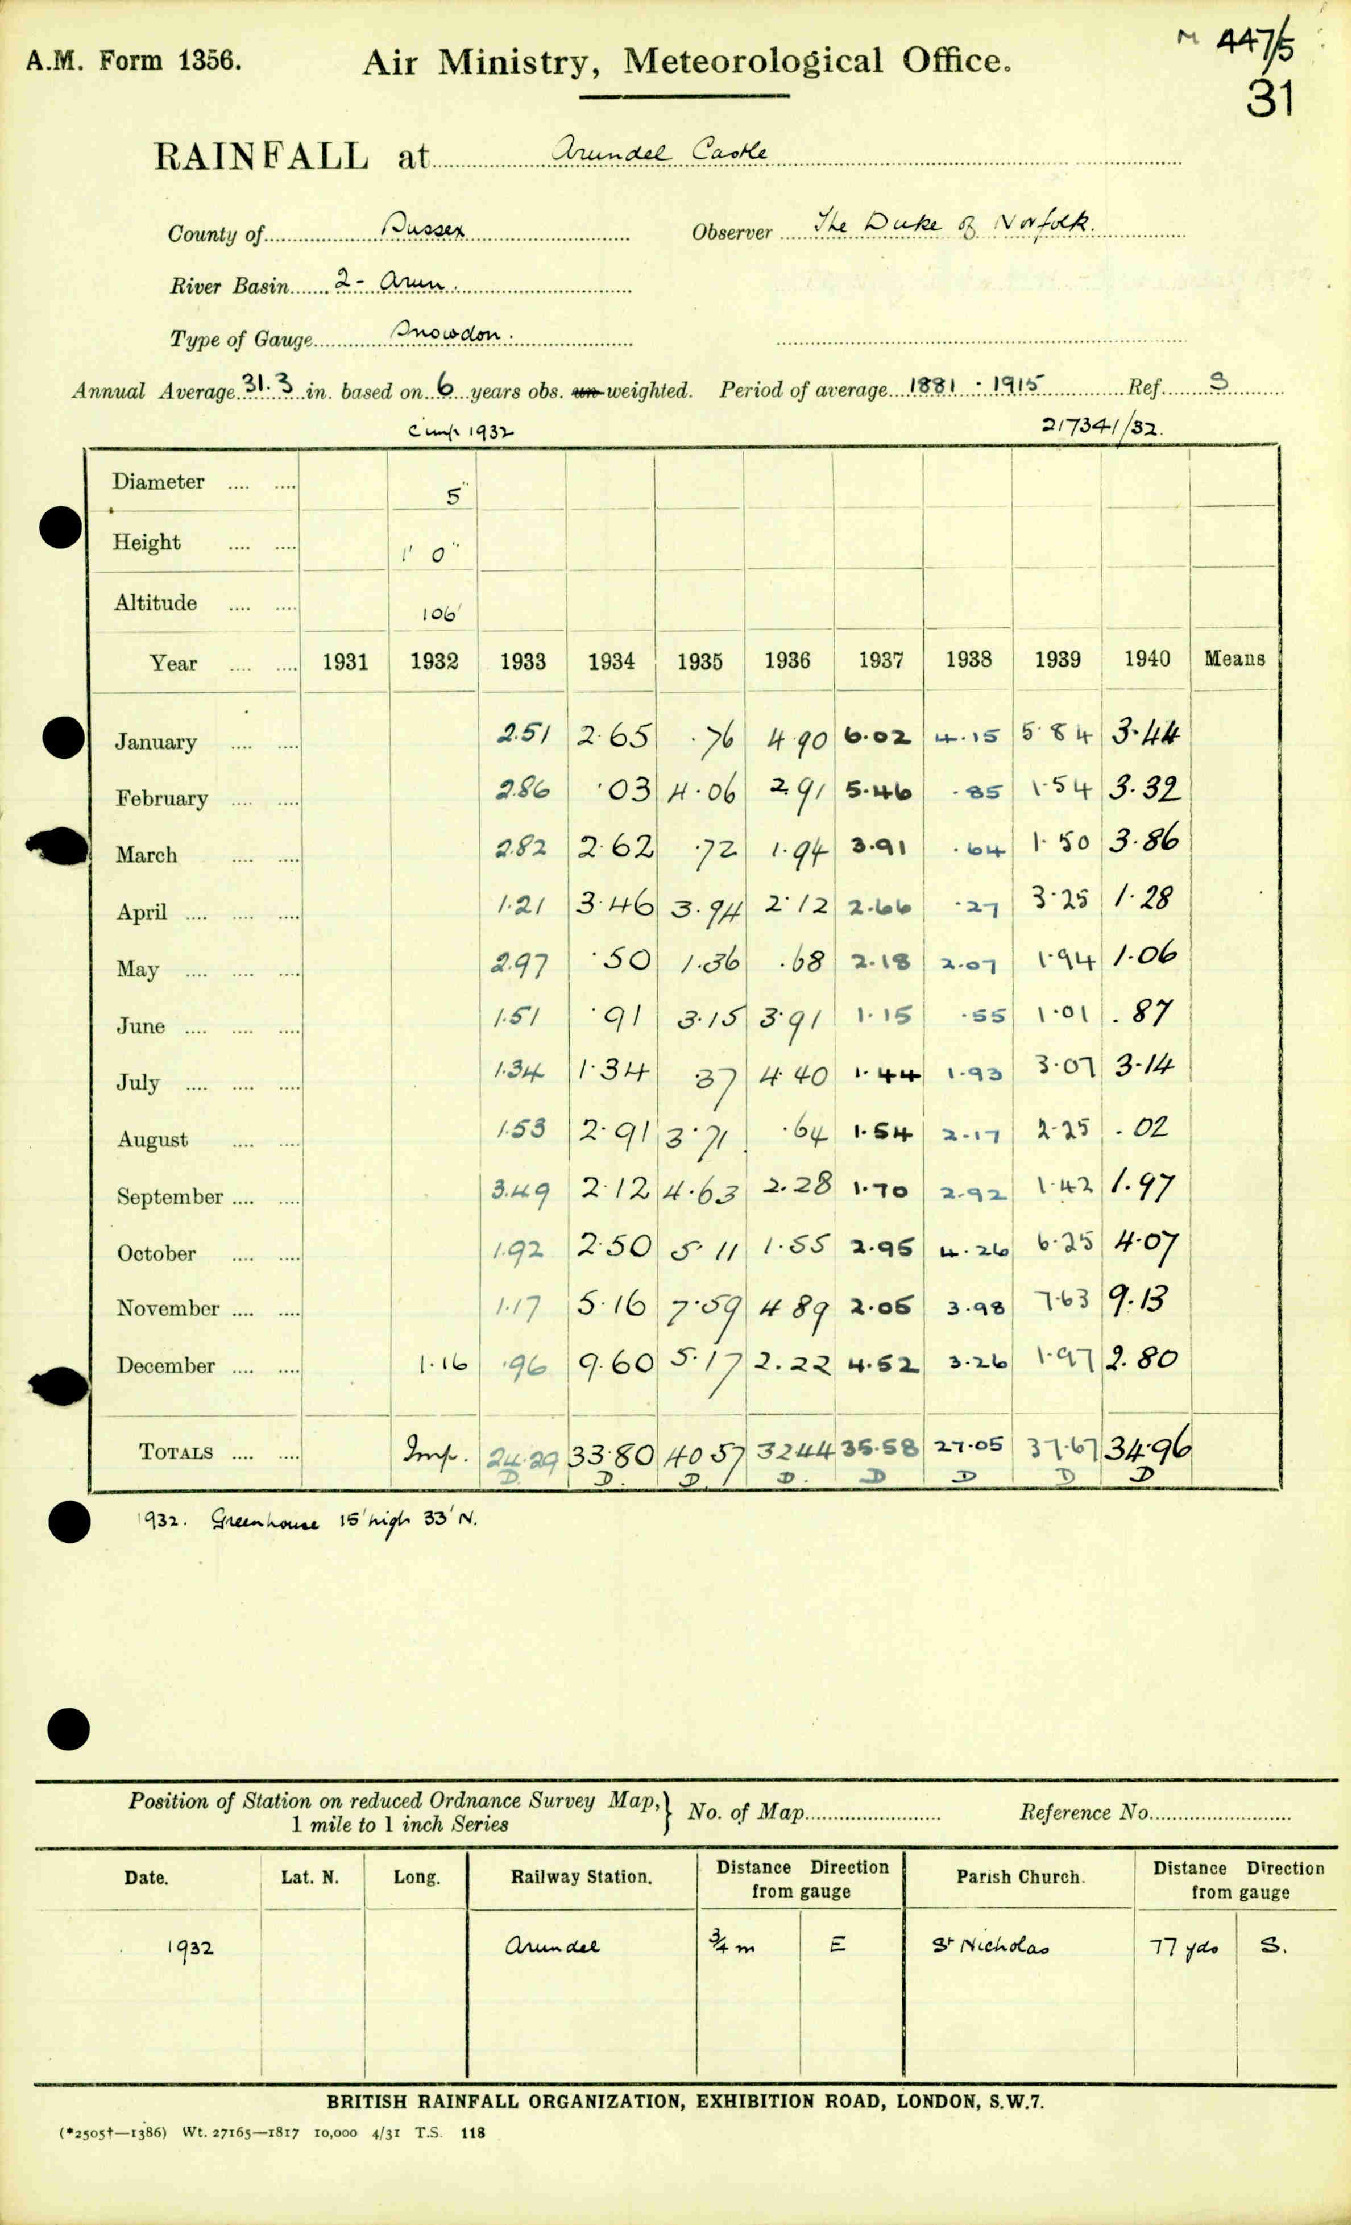 M 447/5
A.M. Form 1356. Air Ministry, Meteorological Office.
31
RAINFALL at Arundel Castle
County of Sussex Observer The Duke of Norfolk.
River Basin 2 - Arun.
Type of Gauge Snowdon.
Annual Average 31.3 in. based on 6 years obs. un-weighted. Period of average 1881 - 1915 Ref. S
1932 217341/32.
Diameter .... .... 5"
Height .... .... 1' 0"
Altitude .... .... 106'
Year .... .... 1931 1932 1933 1934 1935 1936 1937 1938 1939 1940 Means
January .... .... 2.51 2.65 .76 4.90 6.02 4.15 5.84 3.44
February .... .... 2.86 .03 4.06 2.91 5.46 .85 1.54 3.32
March .... .... 2.82 2.62 .72 1.94 3.91 .64 1.50 3.86
April .... .... .... 1.21 3.46 3.94 2.12 2.66 .27 3.25 1.28
May .... .... .... 2.97 .50 1.36 .68 2.18 2.07 1.94 1.06
June .... .... .... 1.51 .91 3.15 3.91 1.15 .55 1.01 .87
July .... .... .... 1.34 1.34 .37 4.40 1.44 1.93 3.07 3.14
August .... .... 1.53 2.91 3.71 .64 1.54 2.17 2.25 .02
September .... .... 3.49 2.12 4.63 2.28 1.70 2.92 1.42 1.97
October .... .... 1.92 2.50 5.11 1.55 2.95 4.26 6.25 4.07
November .... .... 1.17 5.16 7.59 4.89 2.05 3.98 7.63 9.13
December .... .... 1.16 .96 9.60 5.17 2.22 4.52 3.26 1.97 2.80
TOTALS .... .... Imp. 24.29 33.80 40.57 32.44 35.58 27.05 37.67 34.96
D. D. D. D. D D D D
1932. Greenhouse 15' high 33' N.
Position of Station on reduced Ordnance Survey Map, } No. of Map Reference No.
1 mile to 1 inch Series
Date. Lat. N. Long. Railway Station. Distance Direction from gauge Parish Church. Distance Direction from gauge
1932 Arundel ¾ m E St Nicholas 77 yds S.
BRITISH RAINFALL ORGANIZATION, EXHIBITION ROAD, LONDON, S.W.7.
(*2505†—1386) Wt. 27165—1817 10,000 4/31 T.S. 118